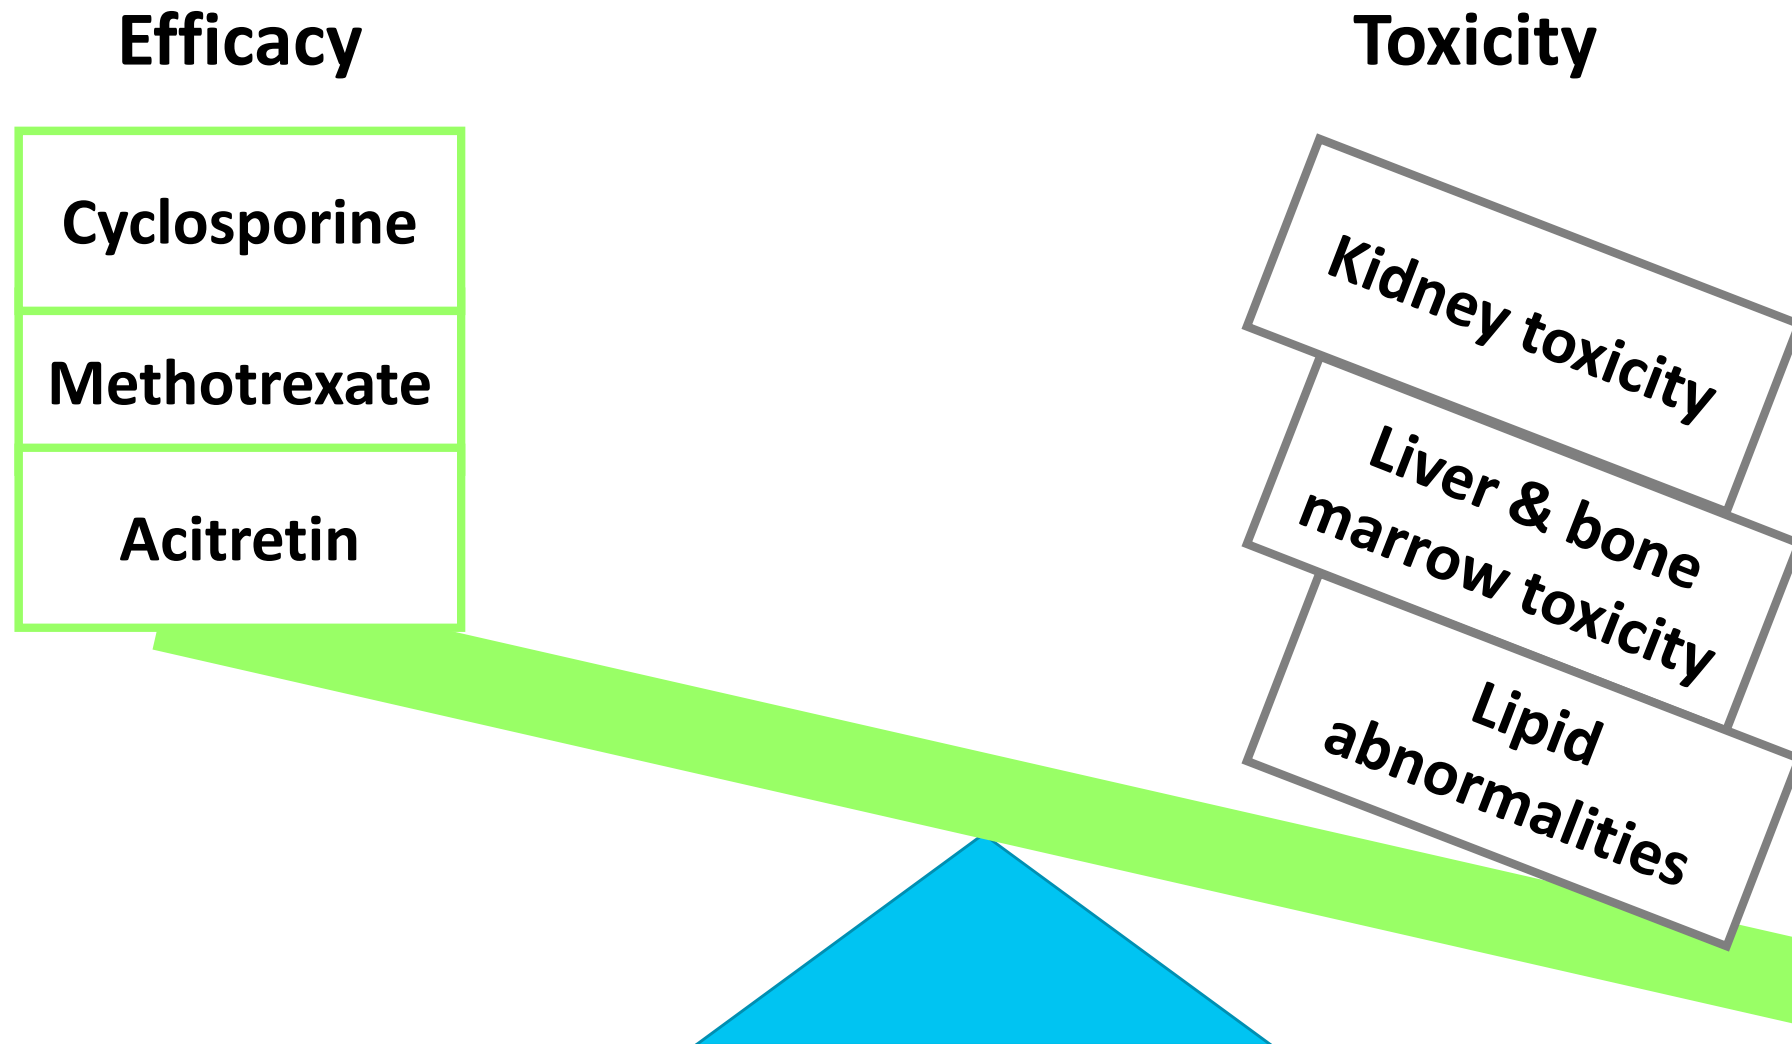 Efficacy
Toxicity
Cyclosporine
Methotrexate
Acitretin
Kidney toxicity
Liver & bone
marrow toxicity
Lipid
abnormalities